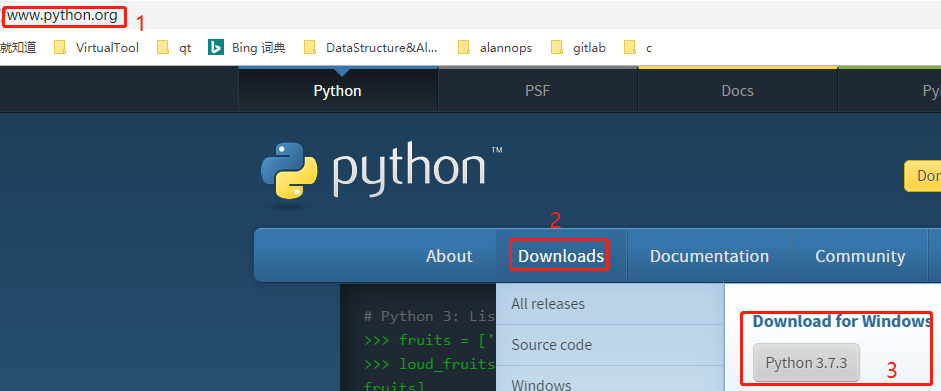 www.python.org 1
就知道 VirtualTool qt Bing 词典 DataStructure&Al... alannops gitlab c
Python PSF Docs Py
python™
Don
2
About Downloads Documentation Community
All releases
Source code
Windows
# Python 3: Lis
>>> fruits = ['
>>> loud_fruits
fruits]
Download for Windows
Python 3.7.3
3